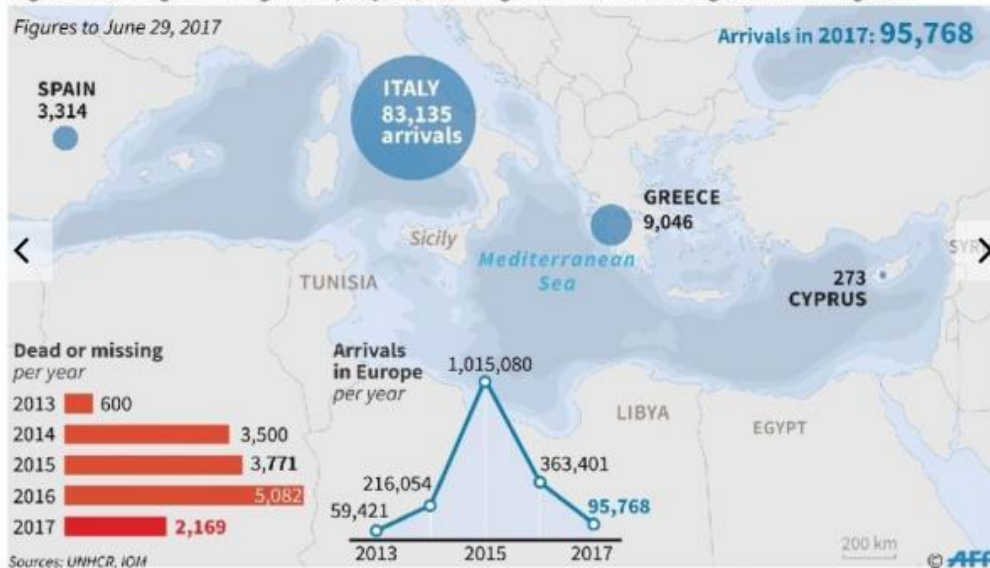 Figures to June 29, 2017
Arrivals in 2017: 95,768
SPAIN
3,314
ITALY
83,135
arrivals
GREECE
9,046
Sicily
Mediterranean
Sea
TUNISIA
SYR
273
CYPRUS
Dead or missing
per year
2013 600
2014 3,500
2015 3,771
2016 5,082
2017 2,169
Arrivals
in Europe
per year
1,015,080
363,401
216,054
95,768
59,421
2013 2015 2017
LIBYA
EGYPT
200 km
Sources: UNHCR, IOM
© AFP